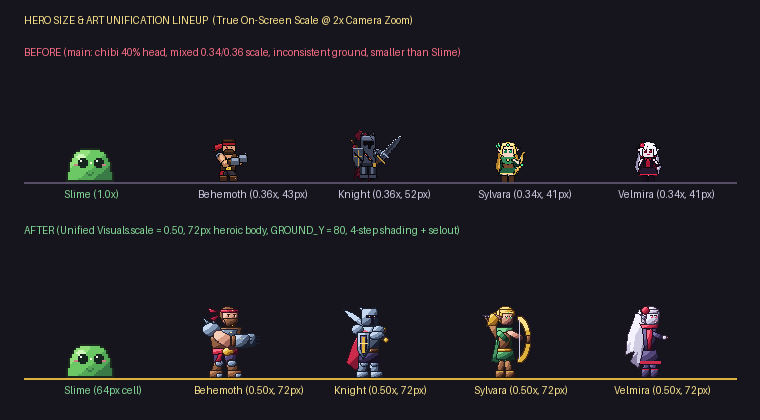 HERO SIZE & ART UNIFICATION LINEUP (True On-Screen Scale @ 2x Camera Zoom)
BEFORE (main: chibi 40% head, mixed 0.34/0.36 scale, inconsistent ground, smaller than Slime)
Slime (1.0x) Behemoth (0.36x, 43px) Knight (0.36x, 52px) Sylvara (0.34x, 41px) Velmira (0.34x, 41px)
AFTER (Unified Visuals.scale = 0.50, 72px heroic body, GROUND_Y = 80, 4-step shading + selout)
Slime (64px cell) Behemoth (0.50x, 72px) Knight (0.50x, 72px) Sylvara (0.50x, 72px) Velmira (0.50x, 72px)